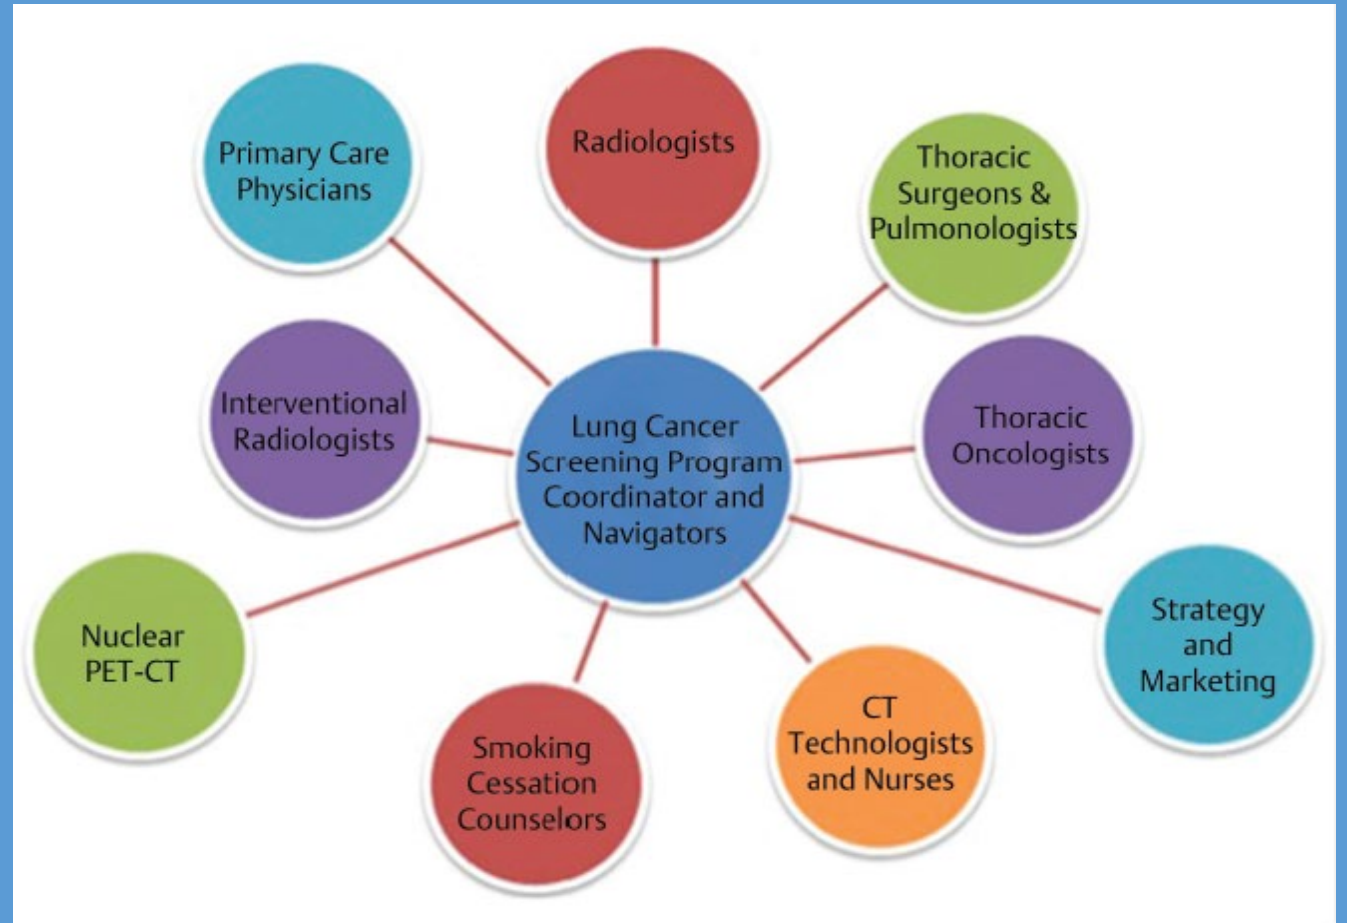 Primary Care
Physicians
Radiologists
Thoracic
Surgeons &
Pulmonologists
Interventional
Radiologists
Lung Cancer
Screening Program
Coordinator and
Navigators
Thoracic
Oncologists
Nuclear
PET-CT
Smoking
Cessation
Counselors
CT
Technologists
and Nurses
Strategy
and
Marketing